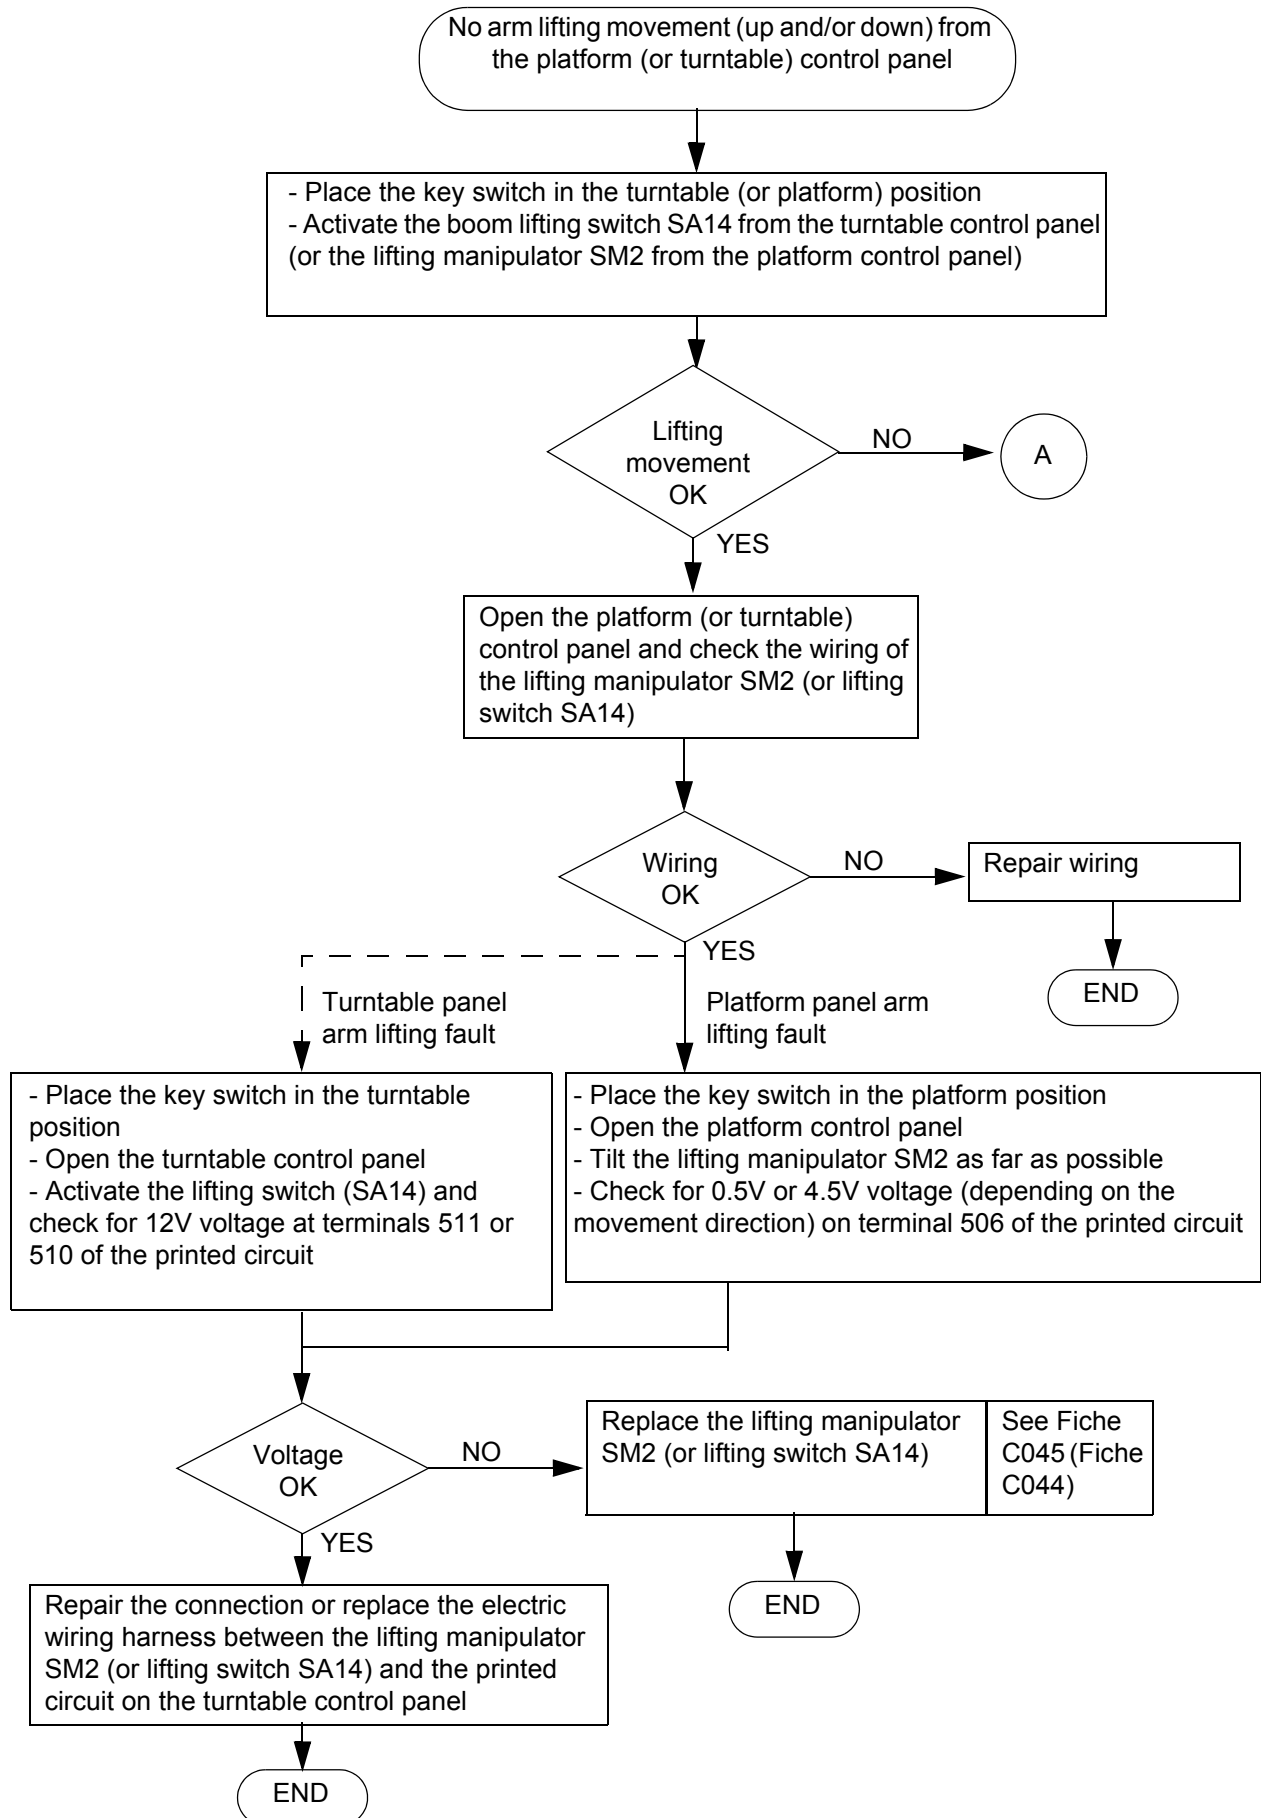 No arm lifting movement (up and/or down) from
the platform (or turntable) control panel
- Place the key switch in the turntable (or platform) position
- Activate the boom lifting switch SA14 from the turntable control panel
(or the lifting manipulator SM2 from the platform control panel)
Lifting
movement
OK
NO
A
YES
Open the platform (or turntable)
control panel and check the wiring of
the lifting manipulator SM2 (or lifting
switch SA14)
Wiring
OK
NO
Repair wiring
END
YES
Turntable panel
arm lifting fault
Platform panel arm
lifting fault
- Place the key switch in the turntable
position
- Open the turntable control panel
- Activate the lifting switch (SA14) and
check for 12V voltage at terminals 511 or
510 of the printed circuit
- Place the key switch in the platform position
- Open the platform control panel
- Tilt the lifting manipulator SM2 as far as possible
- Check for 0.5V or 4.5V voltage (depending on the
movement direction) on terminal 506 of the printed circuit
Voltage
OK
NO
Replace the lifting manipulator
SM2 (or lifting switch SA14)
See Fiche
C045 (Fiche
C044)
END
YES
Repair the connection or replace the electric
wiring harness between the lifting manipulator
SM2 (or lifting switch SA14) and the printed
circuit on the turntable control panel
END